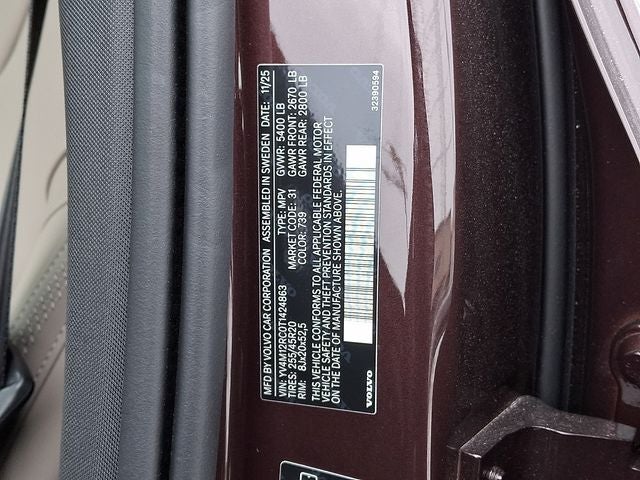 MFD BY VOLVO CAR CORPORATION ASSEMBLED IN SWEDEN DATE: 11/25
VIN: YV4M12RC0T1424863 TYPE: MPV GVWR: 5400 LB
TIRES: 255/45R20 MARKET CODE: 31 GAWR FRONT: 2670 LB
RIM: 8Jx20x52,5 COLOR: 739 GAWR REAR: 2800 LB
THIS VEHICLE CONFORMS TO ALL APPLICABLE FEDERAL MOTOR
VEHICLE SAFETY AND THEFT PREVENTION STANDARDS IN EFFECT
ON THE DATE OF MANUFACTURE SHOWN ABOVE.
VOLVO 32390594